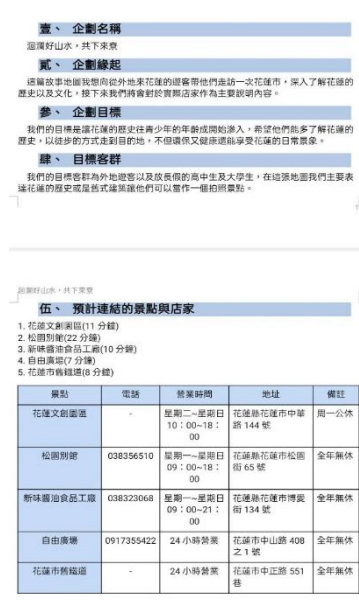 壹、 企劃名稱
洄瀾好山水，共下來寮
貳、 企劃緣起
這篇故事地圖我想向從外地來花蓮的遊客帶他們走訪一次花蓮市，深入了解花蓮的
歷史以及文化，接下來我們將會對於實際店家作為主要說明內容。
參、 企劃目標
我們的目標是讓花蓮的歷史往青少年的年齡成開始滲入，希望他們能多了解花蓮的
歷史，以徒步的方式走到目的地，不但環保又健康還能享受花蓮的日常景象。
肆、 目標客群
我們的目標客群為外地遊客以及放長假的高中生及大學生，在這張地圖我們主要表
達花蓮的歷史或是舊式建築讓他們可以當作一個拍照景點。
洄瀾好山水，共下來寮
伍、 預計連結的景點與店家
1. 花蓮文創園區(11 分鐘)
2. 松園別館(22 分鐘)
3. 新味醬油食品工廠(10 分鐘)
4. 自由廣場(7 分鐘)
5. 花蓮市舊鐵道(8 分鐘)
景點 電話 營業時間 地址 備註
花蓮文創園區 - 星期二~星期日 花蓮縣花蓮市中華 周一公休
10：00~18： 路 144 號
00
松園別館 038356510 星期一~星期日 花蓮縣花蓮市松園 全年無休
09：00~18： 街 65 號
00
新味醬油食品工廠 038323068 星期一~星期日 花蓮縣花蓮市博愛 全年無休
09：00~21： 街 134 號
00
自由廣場 0917355422 24 小時營業 花蓮市中山路 408 全年無休
之 1 號
花蓮市舊鐵道 - 24 小時營業 花蓮市中正路 551 全年無休
巷